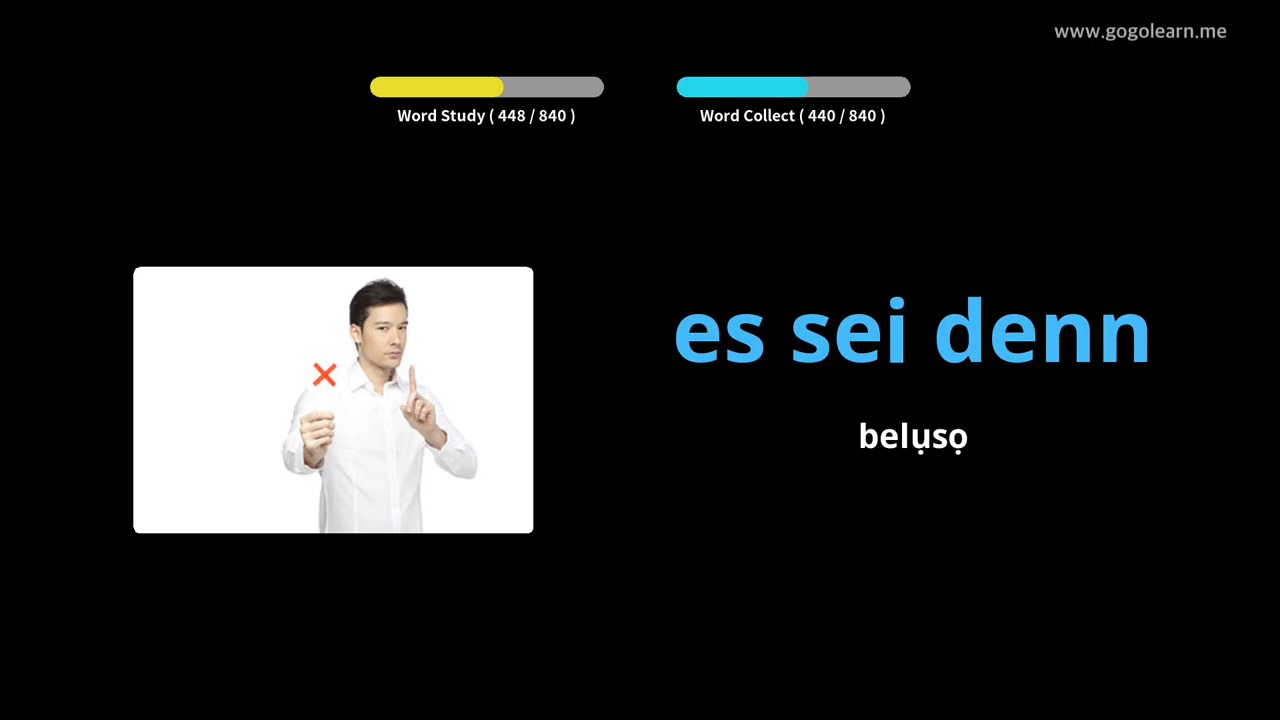 www.gogolearn.me
Word Study ( 448 / 840 )
Word Collect ( 440 / 840 )
es sei denn
belụsọ